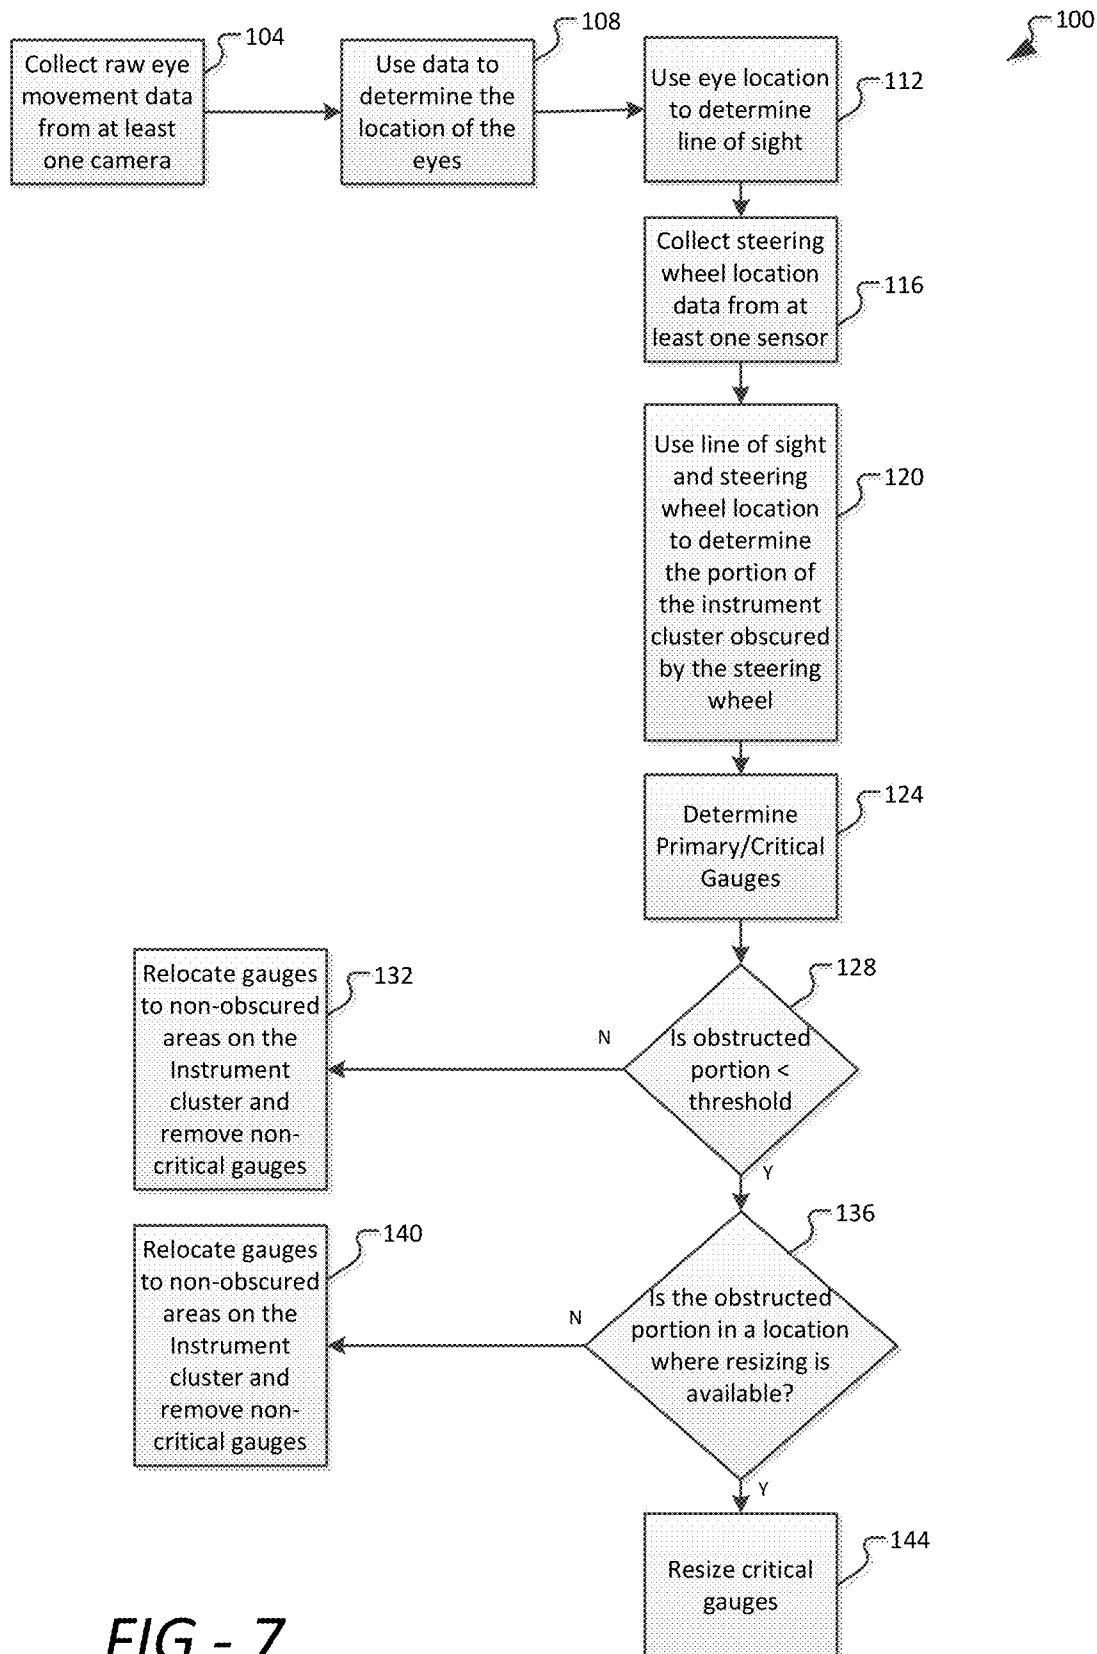 100
104
Collect raw eye
movement data
from at least
one camera
108
Use data to
determine the
location of the
eyes
112
Use eye location
to determine
line of sight
116
Collect steering
wheel location
data from at
least one sensor
120
Use line of sight
and steering
wheel location
to determine
the portion of
the instrument
cluster obscured
by the steering
wheel
124
Determine
Primary/Critical
Gauges
128
Is obstructed
portion <
threshold
N
Y
132
Relocate gauges
to non-obscured
areas on the
Instrument
cluster and
remove non-
critical gauges
136
Is the obstructed
portion in a location
where resizing is
available?
N
Y
140
Relocate gauges
to non-obscured
areas on the
Instrument
cluster and
remove non-
critical gauges
144
Resize critical
gauges
FIG - 7